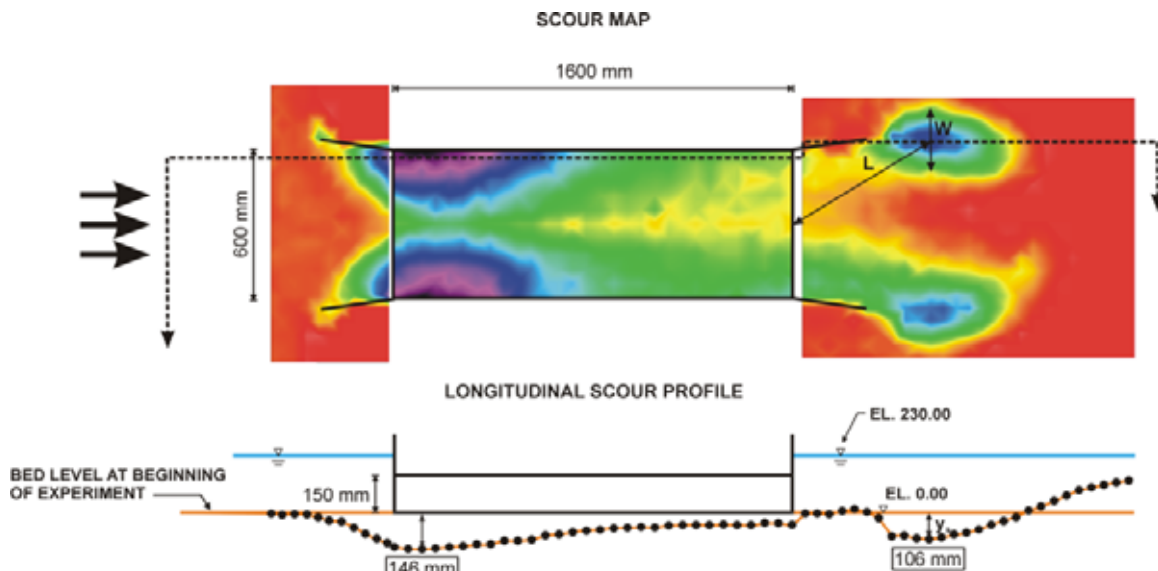 SCOUR MAP
1600 mm
W
L
600 mm
LONGITUDINAL SCOUR PROFILE
EL. 230.00
BED LEVEL AT BEGINNING
OF EXPERIMENT
150 mm
EL. 0.00
yₛ
146 mm
106 mm